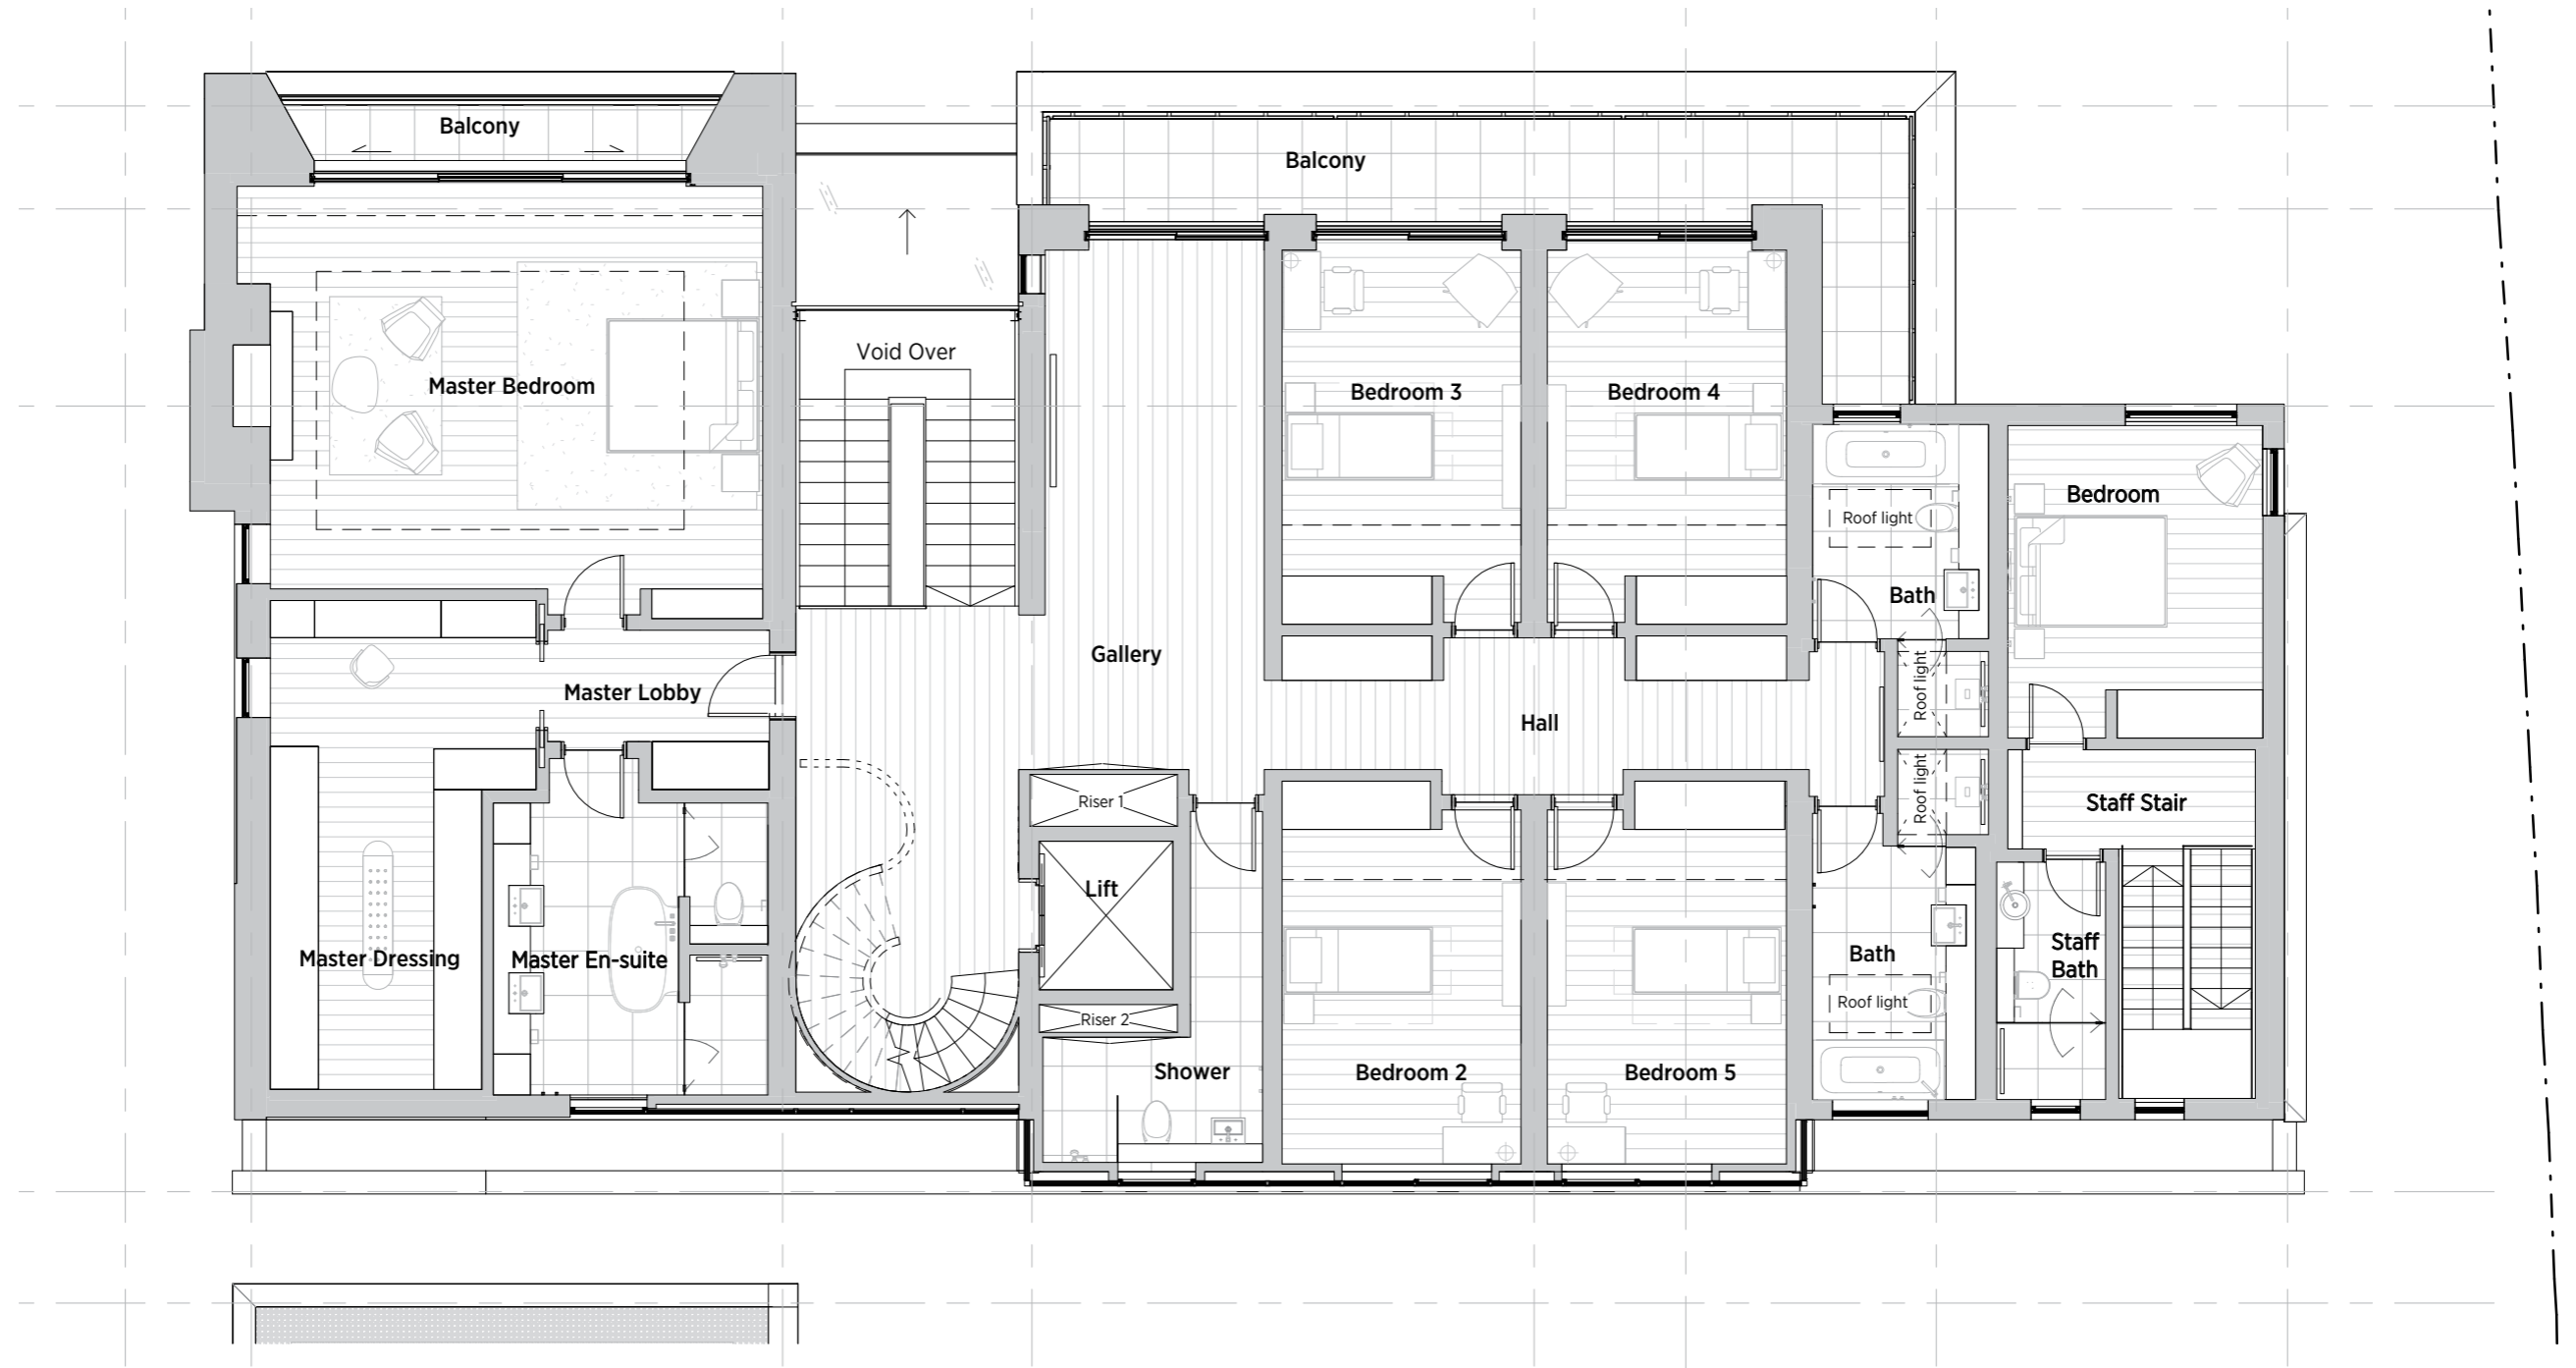 Balcony
Balcony
Void Over
Master Bedroom
Bedroom 3
Bedroom 4
Bedroom
Roof light
Bath
Gallery
Master Lobby
Roof light
Hall
Roof light
Riser 1
Staff Stair
Lift
Master Dressing
Master En-suite
Bath
Staff
Bath
Roof light
Riser 2
Shower
Bedroom 2
Bedroom 5